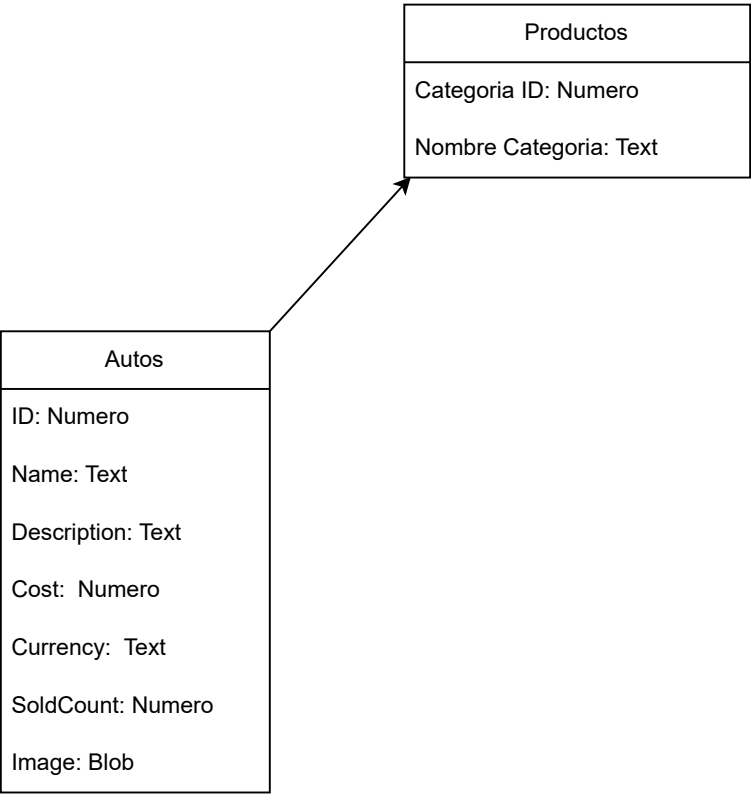 Productos
Categoria ID: Numero
Nombre Categoria: Text
Autos
ID: Numero
Name: Text
Description: Text
Cost:  Numero
Currency:  Text
SoldCount: Numero
Image: Blob